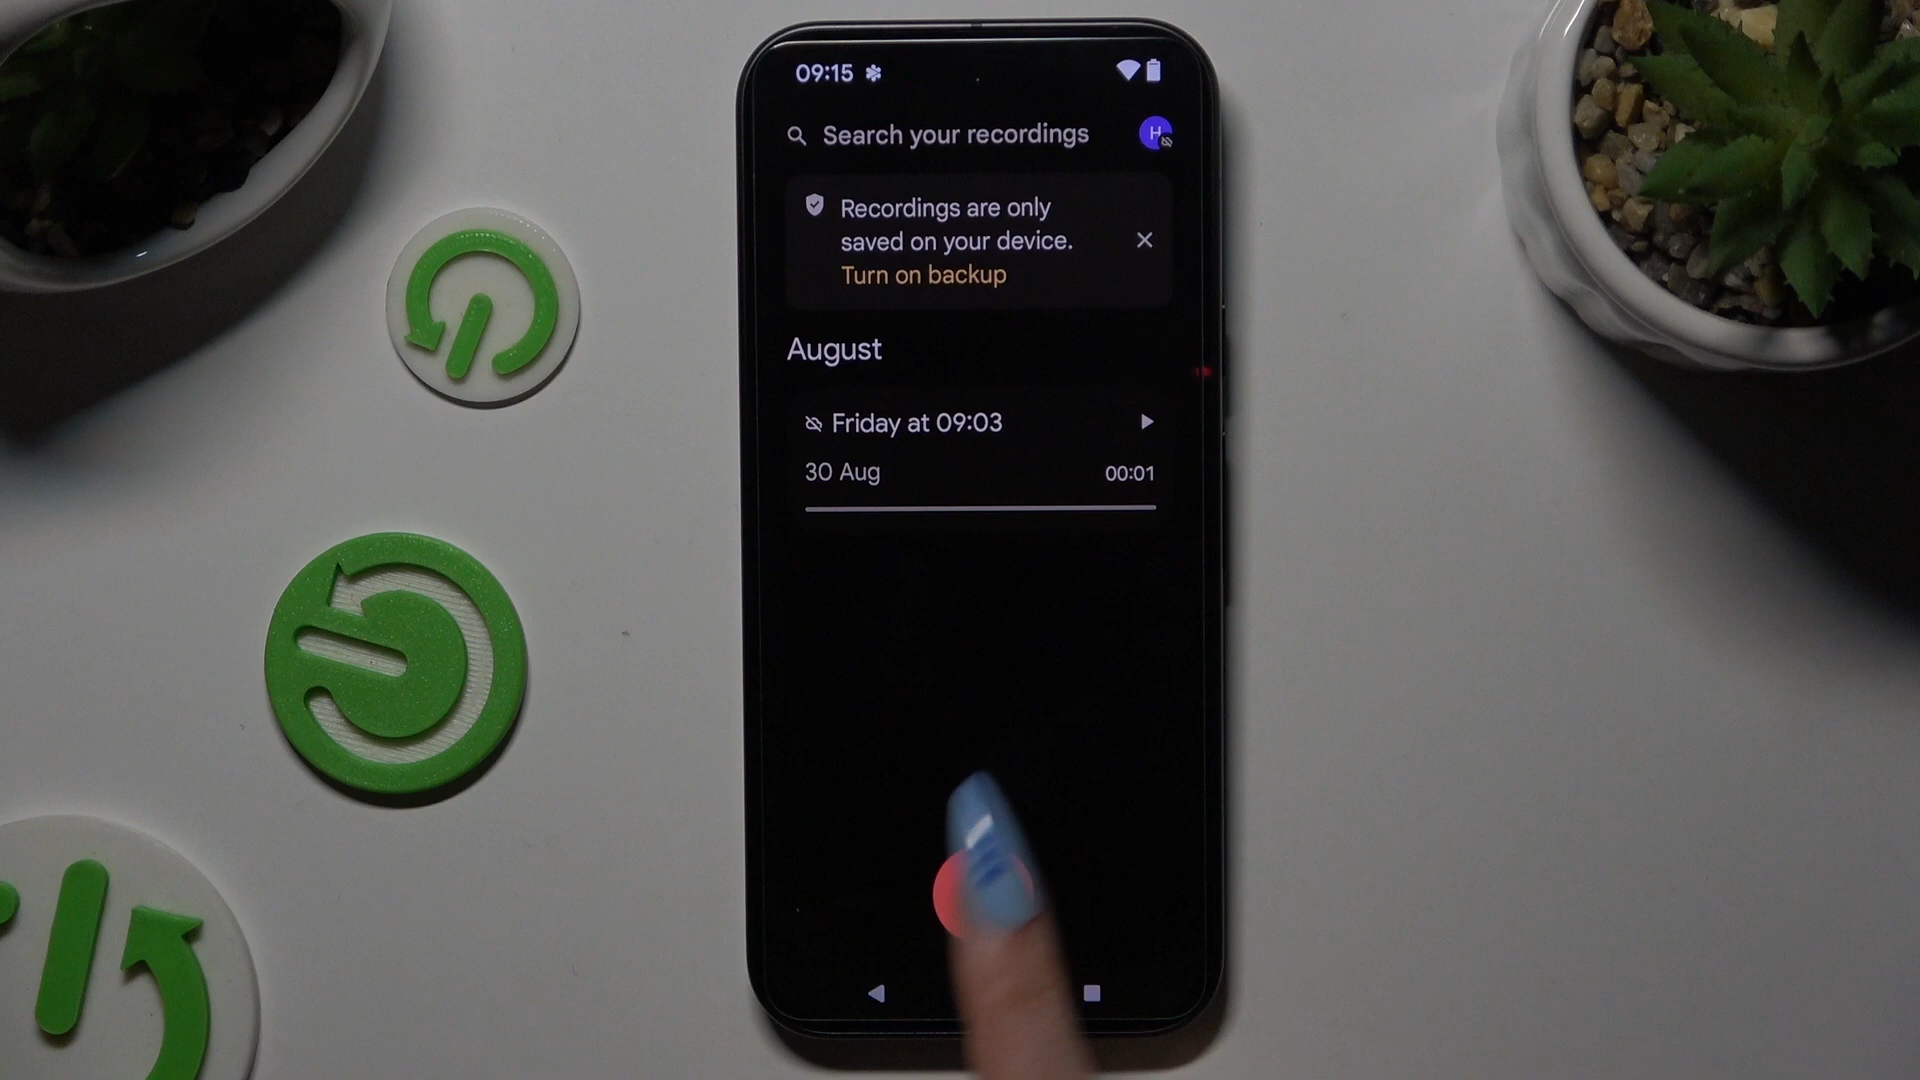 09:15
Search your recordings
H
Recordings are only
saved on your device.
Turn on backup
August
Friday at 09:03
30 Aug
00:01